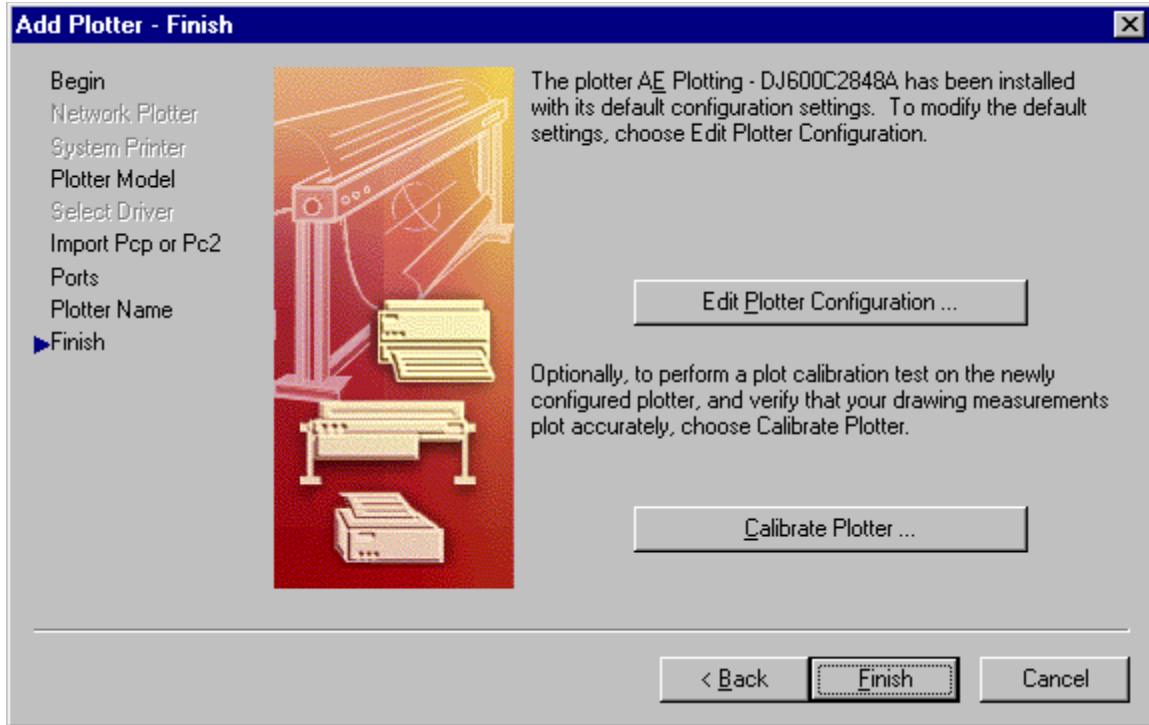 Add Plotter - Finish
Begin
Network Plotter
System Printer
Plotter Model
Select Driver
Import Pcp or Pc2
Ports
Plotter Name
Finish
The plotter AE Plotting - DJ600C2848A has been installed
with its default configuration settings. To modify the default
settings, choose Edit Plotter Configuration.
Edit Plotter Configuration ...
Optionally, to perform a plot calibration test on the newly
configured plotter, and verify that your drawing measurements
plot accurately, choose Calibrate Plotter.
Calibrate Plotter ...
< Back
Finish
Cancel